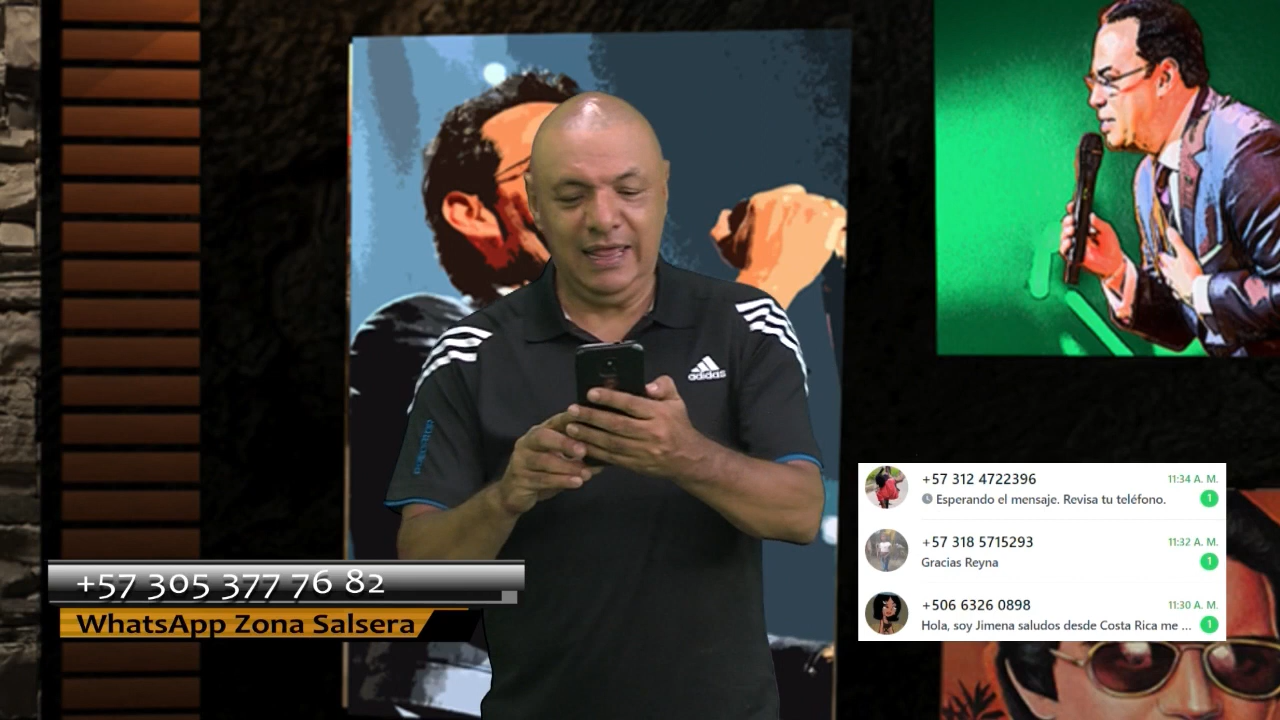 adidas
+57 312 4722396
11:34 A. M.
Esperando el mensaje. Revisa tu teléfono.
1
+57 318 5715293
11:32 A. M.
Gracias Reyna
1
+506 6326 0898
11:30 A. M.
Hola, soy Jimena saludos desde Costa Rica me ...
1
+57 305 377 76 82
WhatsApp Zona Salsera